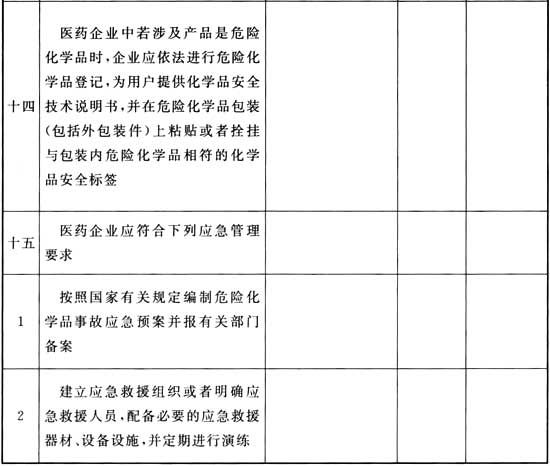 十四
医药企业中若涉及产品是危险
化学品时,企业应依法进行危险化
学品登记,为用户提供化学品安全
技术说明书,并在危险化学品包装
(包括外包装件)上粘贴或者拴挂
与包装内危险化学品相符的化学
品安全标签
十五
医药企业应符合下列应急管理
要求
1
按照国家有关规定编制危险化
学品事故应急预案并报有关部门
备案
2
建立应急救援组织或者明确应
急救援人员,配备必要的应急救援
器材、设备设施,并定期进行演练